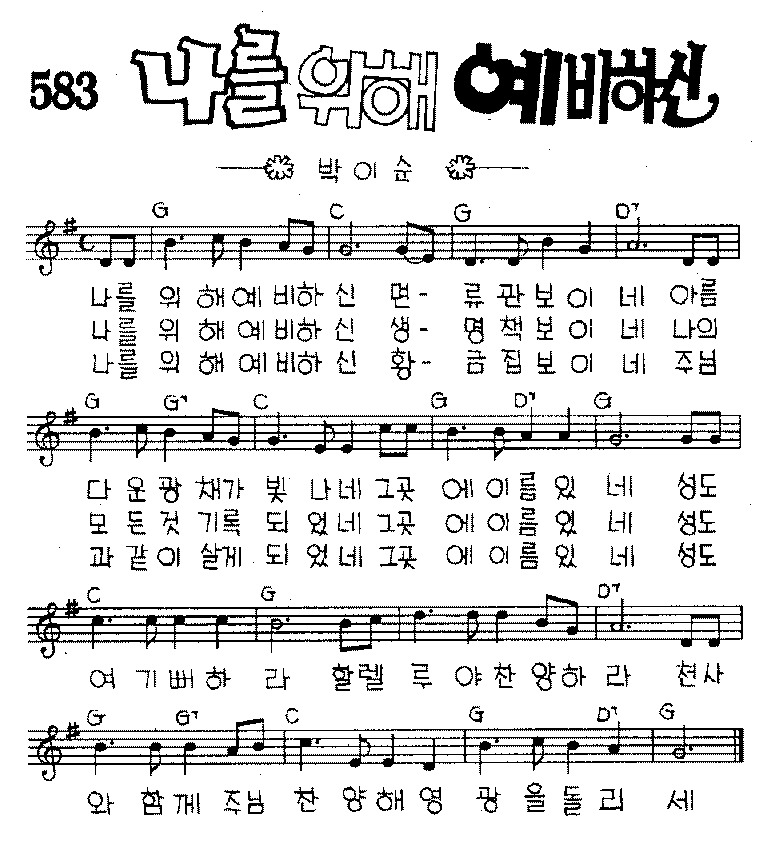 583 나를 위해 예비하신
박이순
G C G D7
나를 위 해예비하 신 면- 류관보이 네 아름
나를 위 해예비하 신 생- 명책보이 네 나의
나를 위 해예비하 신 황- 금집보이 네 주님
G G7 C G D7 G
다 운광 채가 빛 나네그곳 에이름있 네 성도
모 든것 기록 되 었네그곳 에이름있 네 성도
과 같이 살게 되 었네그곳 에이름있 네 성도
C G D7
여 기뻐하 라 할렐 루 야찬양하 라 천사
G G7 C G D7 G
와 함께 주님 찬 양해영 광 을돌리 세